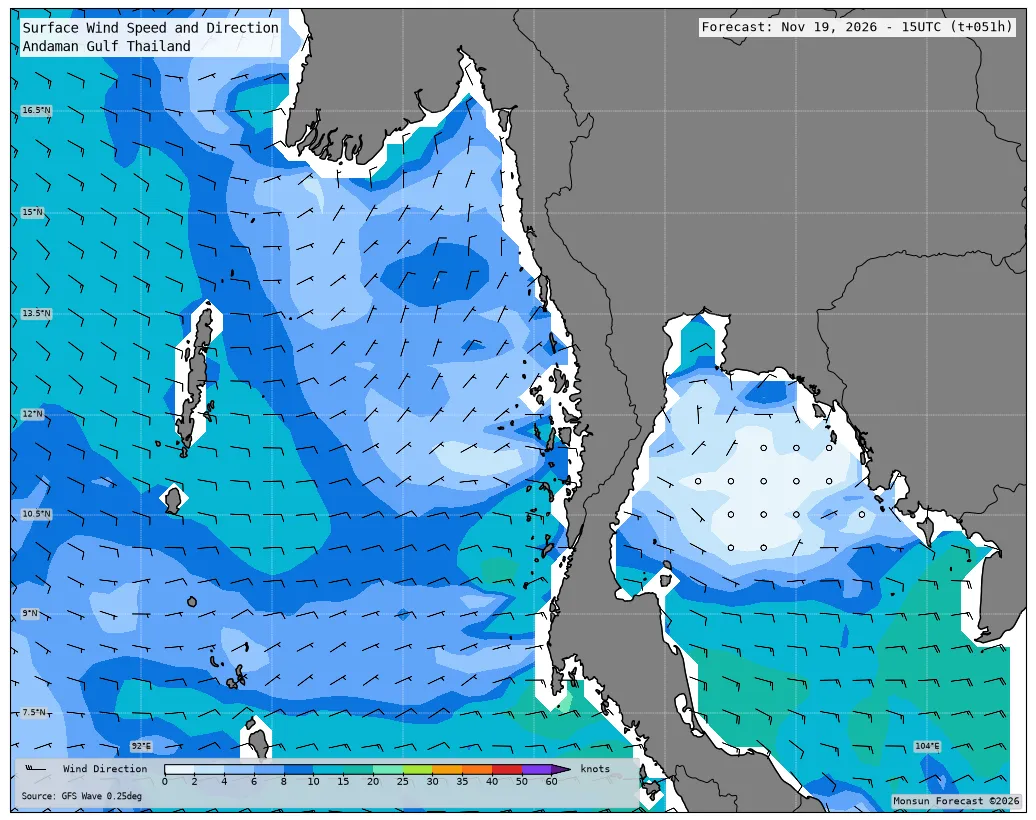 Surface Wind Speed and Direction
Andaman Gulf Thailand
Forecast: Nov 19, 2026 - 15UTC (t+051h)
16.5°N
15°N
13.5°N
12°N
10.5°N
9°N
7.5°N
92°E
104°E
Wind Direction
0 2 4 6 8 10 15 20 25 30 35 40 50 60 knots
Source: GFS Wave 0.25deg
Monsun Forecast ©2026